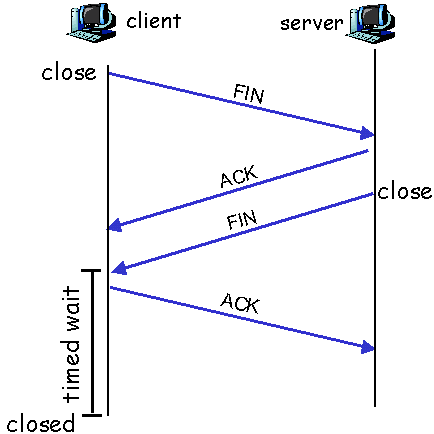 client
server
close
FIN
ACK
close
FIN
ACK
timed wait
closed